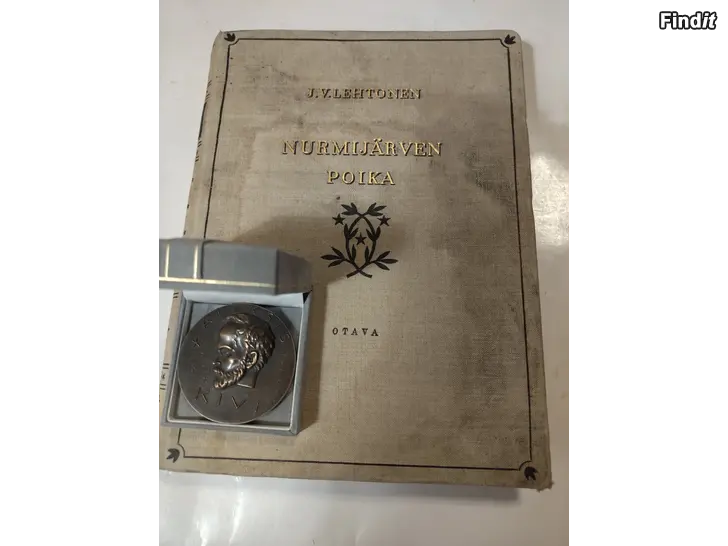 Findit
J.V. LEHTONEN
NURMIJÄRVEN
POIKA
OTAVA
KIVI